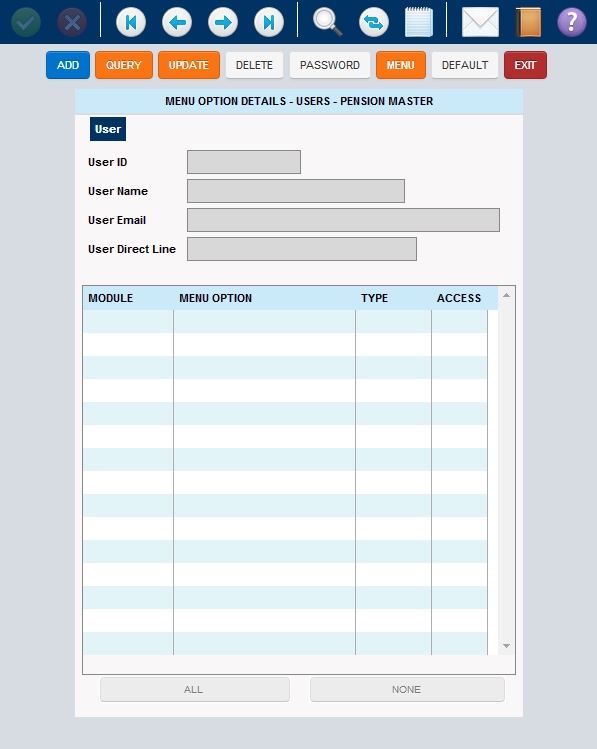 ?
ADD QUERY UPDATE DELETE PASSWORD MENU DEFAULT EXIT
MENU OPTION DETAILS - USERS - PENSION MASTER
User
User ID
User Name
User Email
User Direct Line
MODULE MENU OPTION TYPE ACCESS
ALL NONE